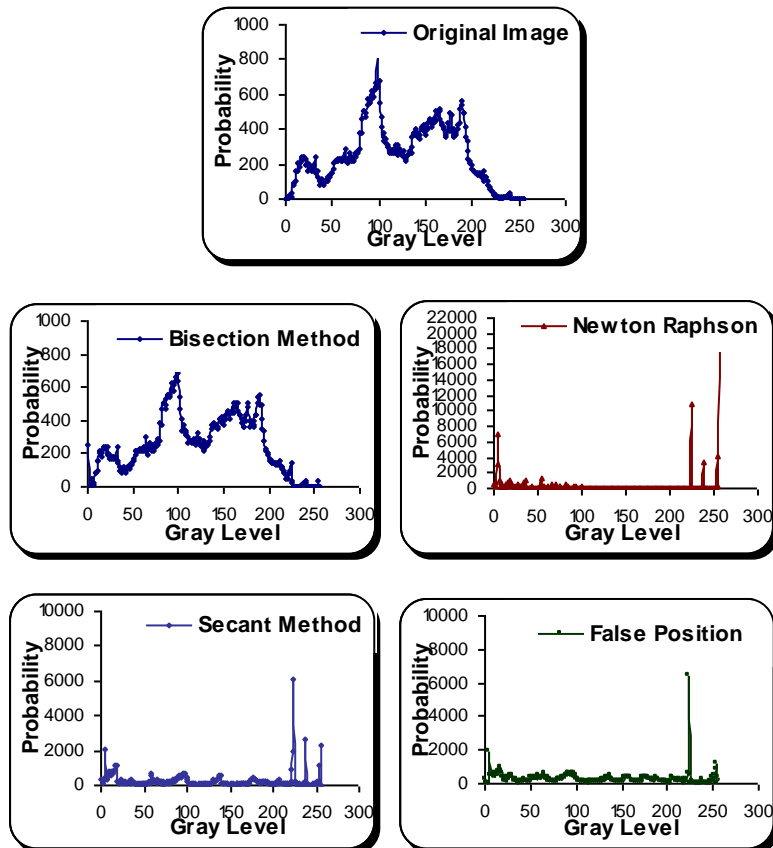 Original Image
Probability
1000
800
600
400
200
0
0 50 100 150 200 250 300
Gray Level
Bisection Method
Probability
1000
800
600
400
200
0
0 50 100 150 200 250 300
Gray Level
Newton Raphson
Probability
22000
20000
18000
16000
14000
12000
10000
8000
6000
4000
2000
0
0 50 100 150 200 250 300
Gray Level
Secant Method
Probability
10000
8000
6000
4000
2000
0
0 50 100 150 200 250 300
Gray Level
False Position
Probability
10000
8000
6000
4000
2000
0
0 50 100 150 200 250 300
Gray Level